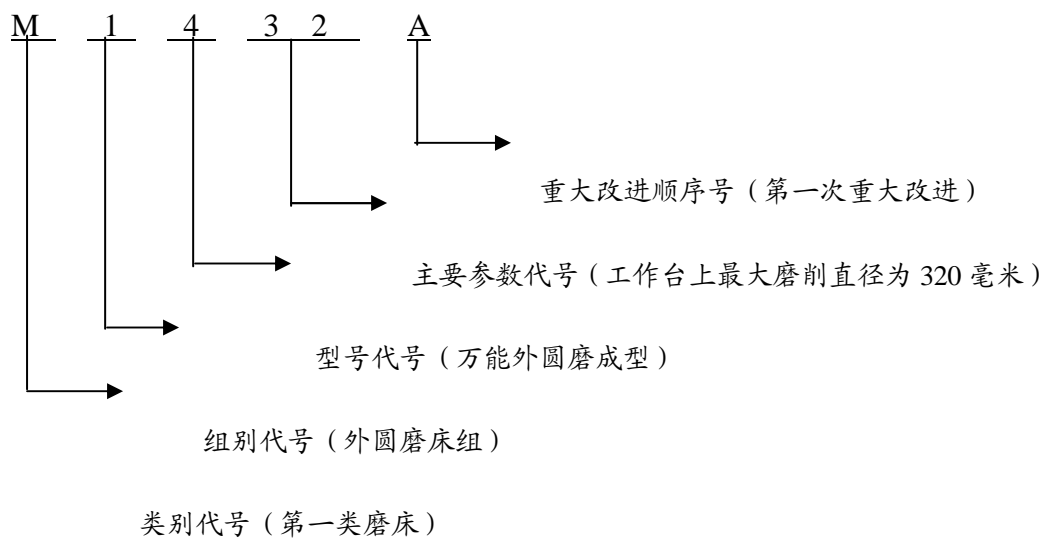 M 1 4 3 2 A
重大改进顺序号（第一次重大改进）
主要参数代号（工作台上最大磨削直径为 320 毫米）
型号代号（万能外圆磨成型）
组别代号（外圆磨床组）
类别代号（第一类磨床）